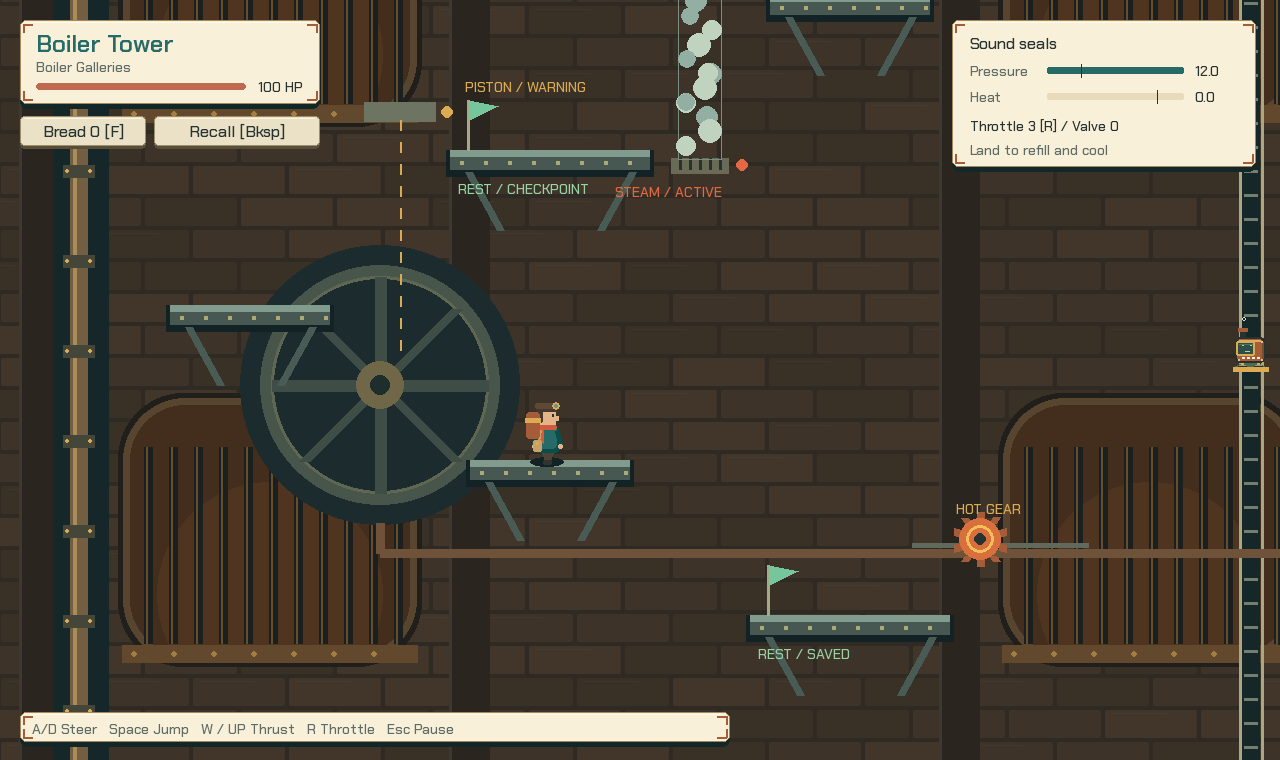 Boiler Tower
Boiler Galleries
100 HP
Bread 0 [F]
Recall [Bksp]
Sound seals
Pressure 12.0
Heat 0.0
Throttle 3 [R] / Valve 0
Land to refill and cool
PISTON / WARNING
REST / CHECKPOINT
STEAM / ACTIVE
HOT GEAR
REST / SAVED
A/D Steer Space Jump W / UP Thrust R Throttle Esc Pause